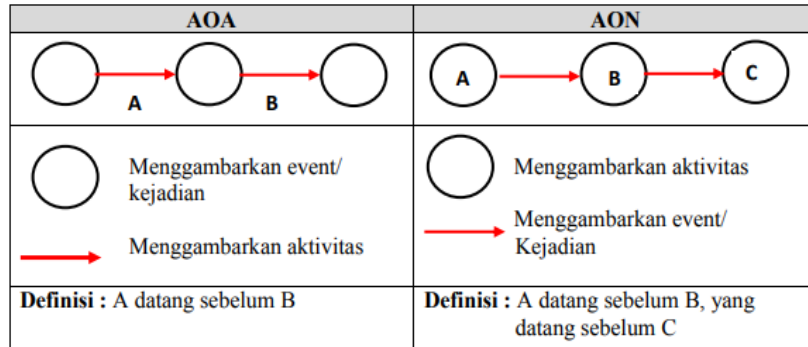 AOA
AON
A
B
A
B
C
Menggambarkan event/
kejadian
Menggambarkan aktivitas
Menggambarkan aktivitas
Menggambarkan event/
Kejadian
Definisi : A datang sebelum B
Definisi : A datang sebelum B, yang
datang sebelum C